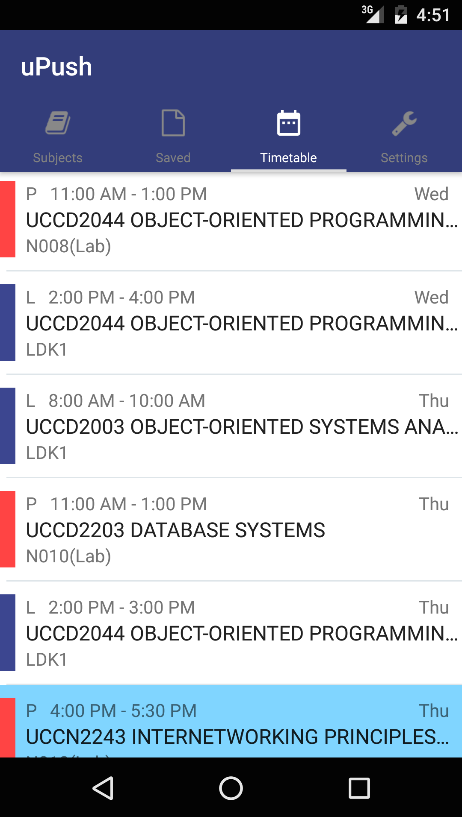 3G 4:51
uPush
Subjects Saved Timetable Settings
P 11:00 AM - 1:00 PM Wed
UCCD2044 OBJECT-ORIENTED PROGRAMMIN...
N008(Lab)
L 2:00 PM - 4:00 PM Wed
UCCD2044 OBJECT-ORIENTED PROGRAMMIN...
LDK1
L 8:00 AM - 10:00 AM Thu
UCCD2003 OBJECT-ORIENTED SYSTEMS ANA...
LDK1
P 11:00 AM - 1:00 PM Thu
UCCD2203 DATABASE SYSTEMS
N010(Lab)
L 2:00 PM - 3:00 PM Thu
UCCD2044 OBJECT-ORIENTED PROGRAMMIN...
LDK1
P 4:00 PM - 5:30 PM Thu
UCCN2243 INTERNETWORKING PRINCIPLES...